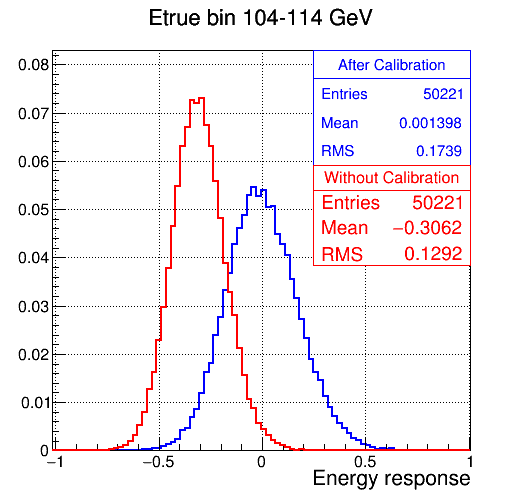 Etrue bin 104-114 GeV
0.08
0.07
0.06
0.05
0.04
0.03
0.02
0.01
0
After Calibration
Entries 50221
Mean 0.001398
RMS 0.1739
Without Calibration
Entries 50221
Mean −0.3062
RMS 0.1292
−1 −0.5 0 0.5 1
Energy response